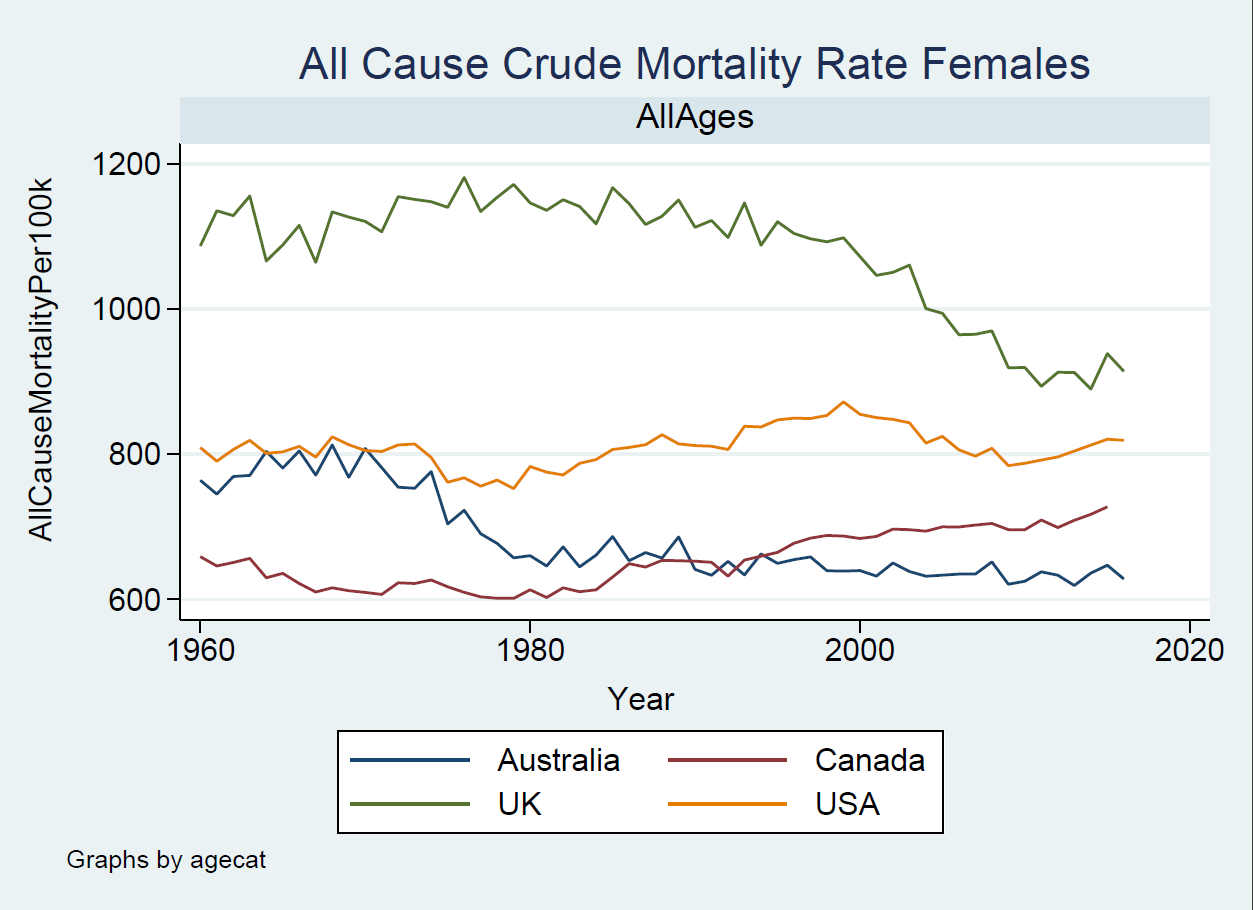 All Cause Crude Mortality Rate Females
AllAges
AllCauseMortalityPer100k
1200
1000
800
600
1960 1980 2000 2020
Year
Australia Canada
UK USA
Graphs by agecat